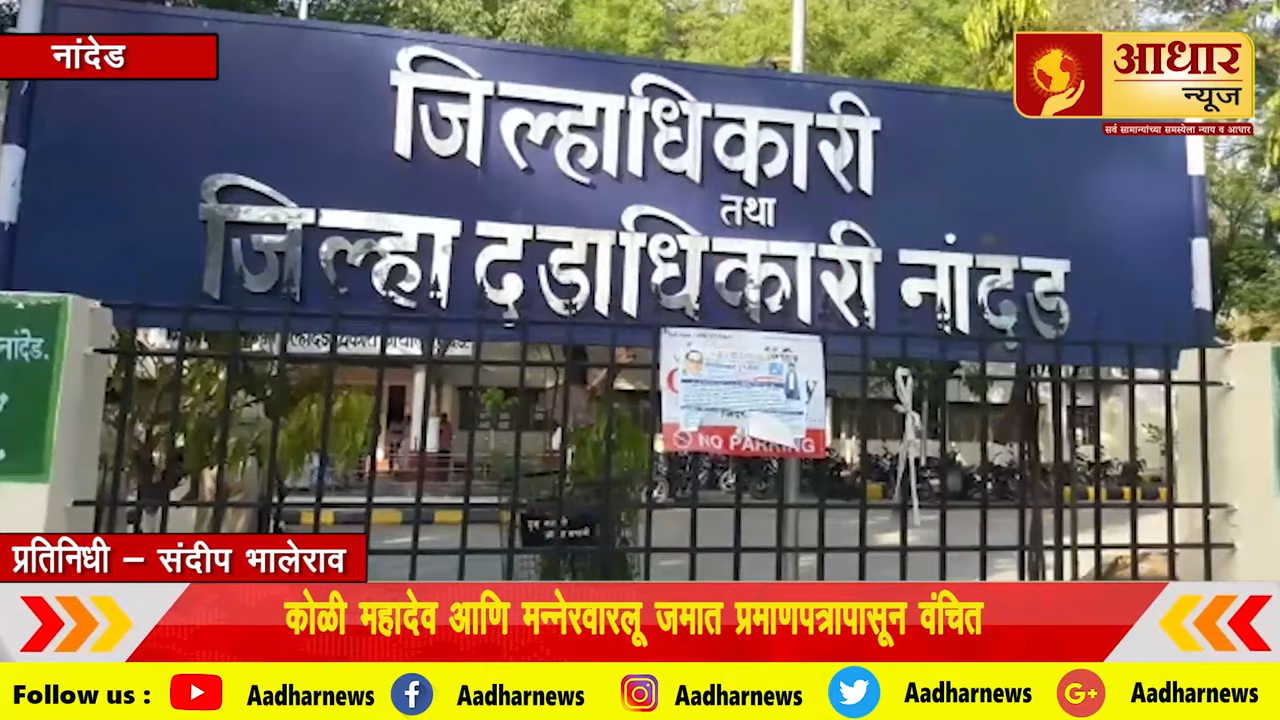 नांदेड
आधार
न्यूज
सर्व सामान्यांच्या समस्येला न्याय व आधार
जिल्हाधिकारी
तथा
जिल्हा दंडाधिकारी नांदेड
नांदेड.
NO PARKING
प्रतिनिधी – संदीप भालेराव
कोळी महादेव आणि मन्नेरवारलू जमात प्रमाणपत्रापासून वंचित
Follow us : Aadharnews Aadharnews Aadharnews Aadharnews Aadharnews